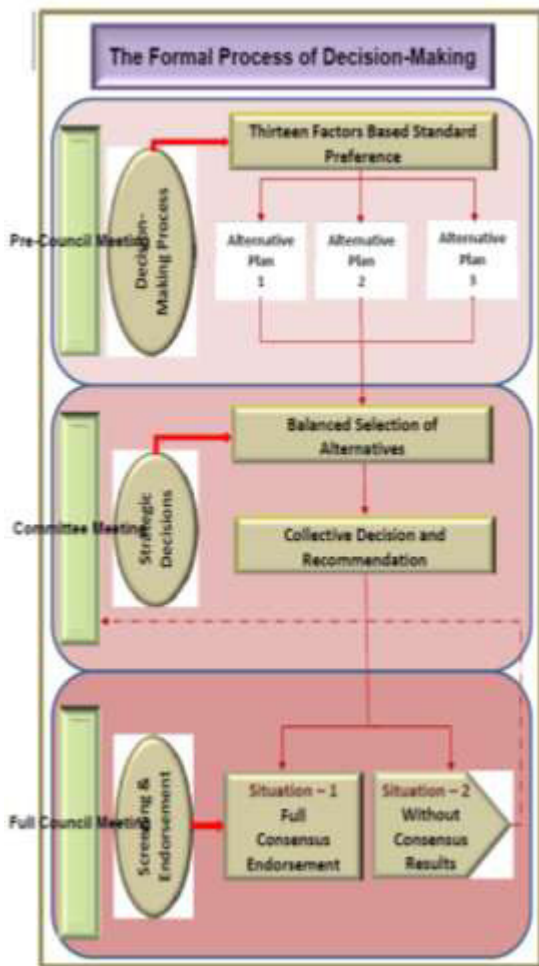 The Formal Process of Decision-Making
Pre-Council Meeting
Decision-
Making Process
Thirteen Factors Based Standard
Preference
Alternative
Plan
1
Alternative
Plan
2
Alternative
Plan
3
Committee Meeting
Strategic
Decisions
Balanced Selection of
Alternatives
Collective Decision and
Recommendation
Full Council Meeting
Screening &
Endorsement
Situation – 1
Full
Consensus
Endorsement
Situation – 2
Without
Consensus
Results